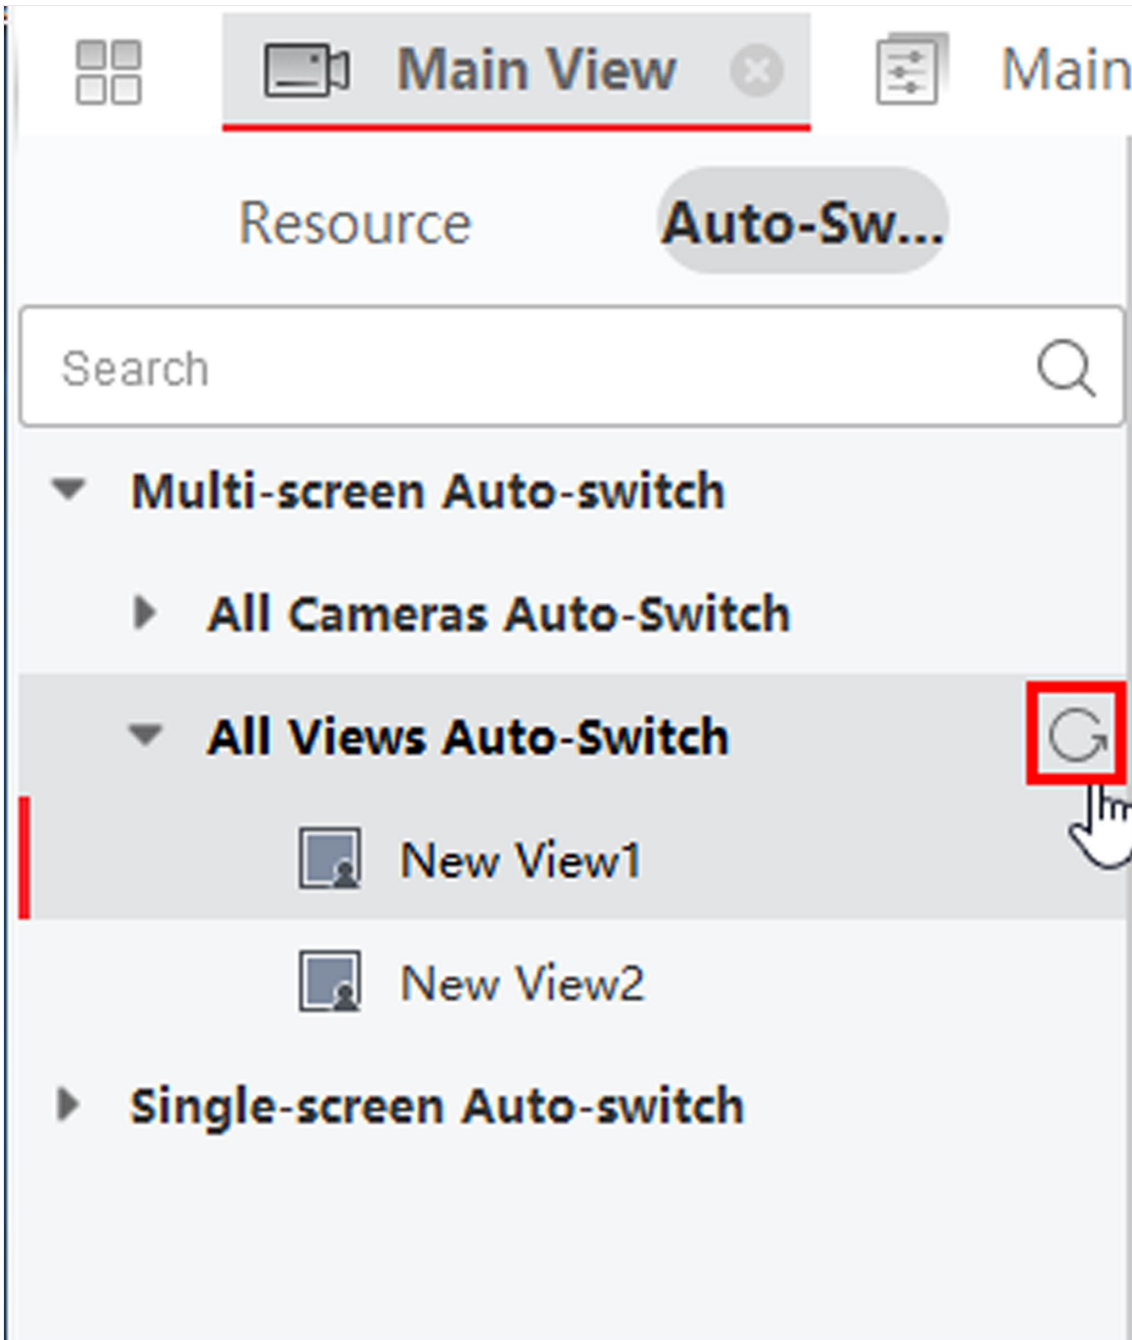 Main View
Main
Resource
Auto-Sw...
Search
Multi-screen Auto-switch
All Cameras Auto-Switch
All Views Auto-Switch
New View1
New View2
Single-screen Auto-switch